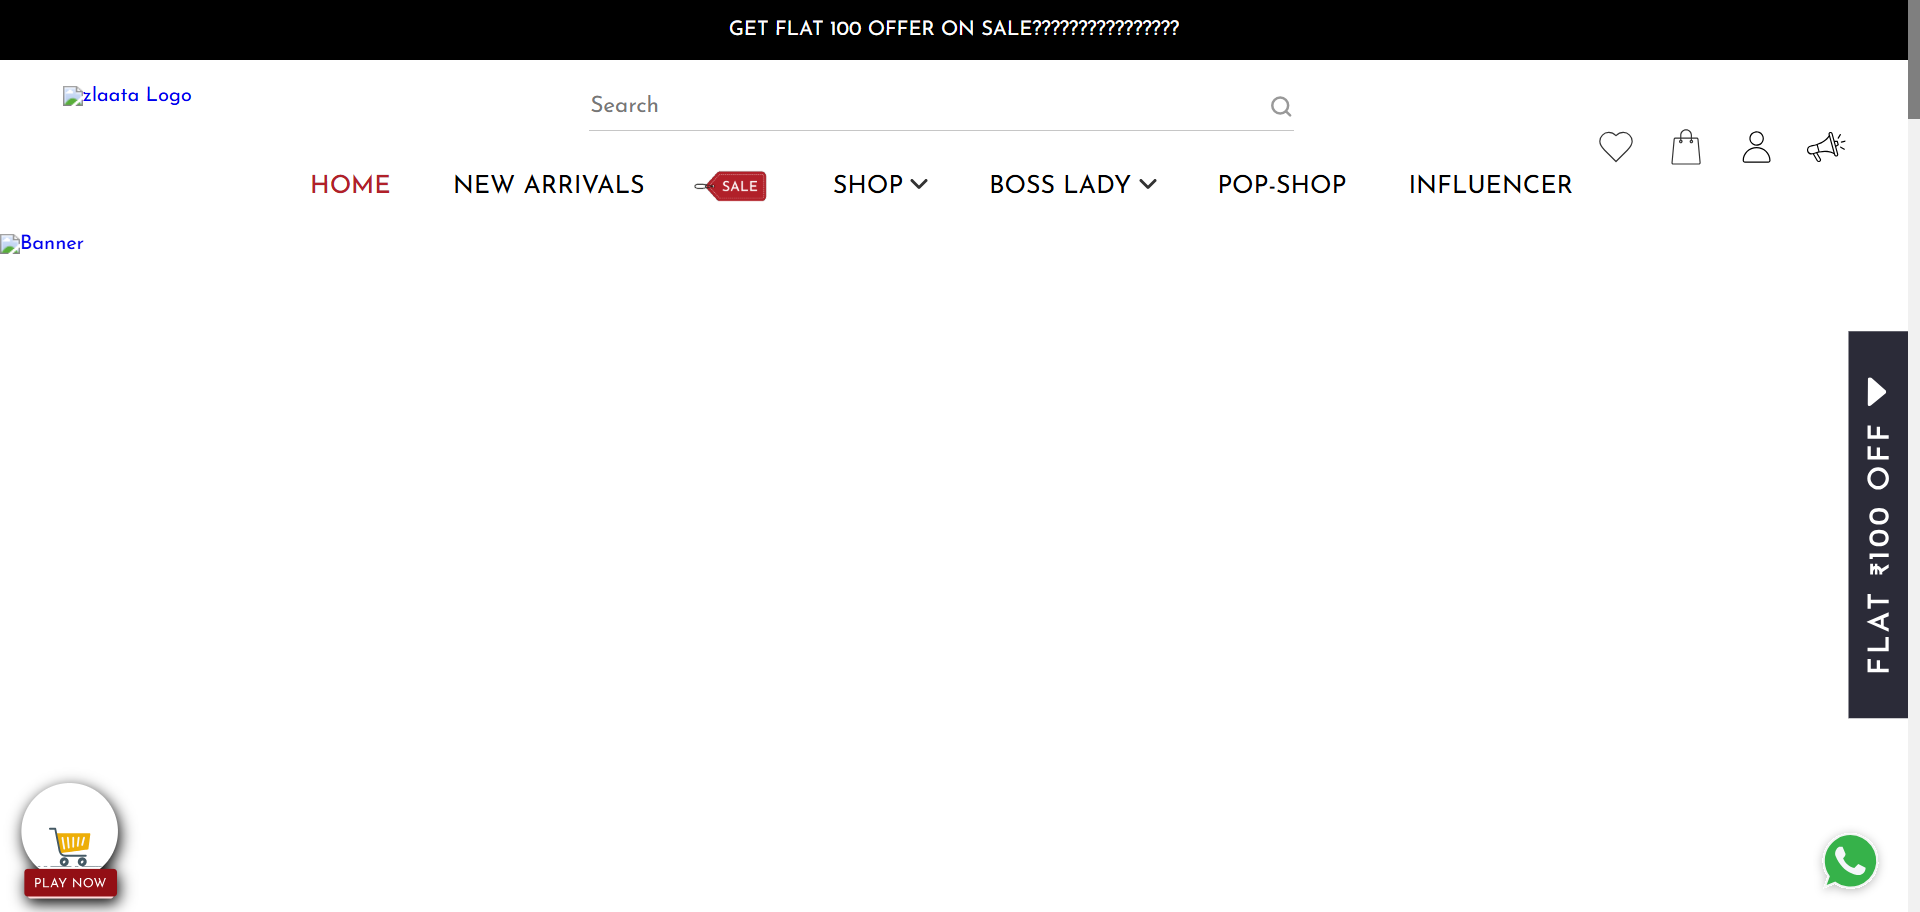 GET FLAT 100 OFFER ON SALE????????????????
zlaata Logo
Search
HOME
NEW ARRIVALS
SALE
SHOP
BOSS LADY
POP-SHOP
INFLUENCER
Banner
FLAT ₹100 OFF
PLAY NOW